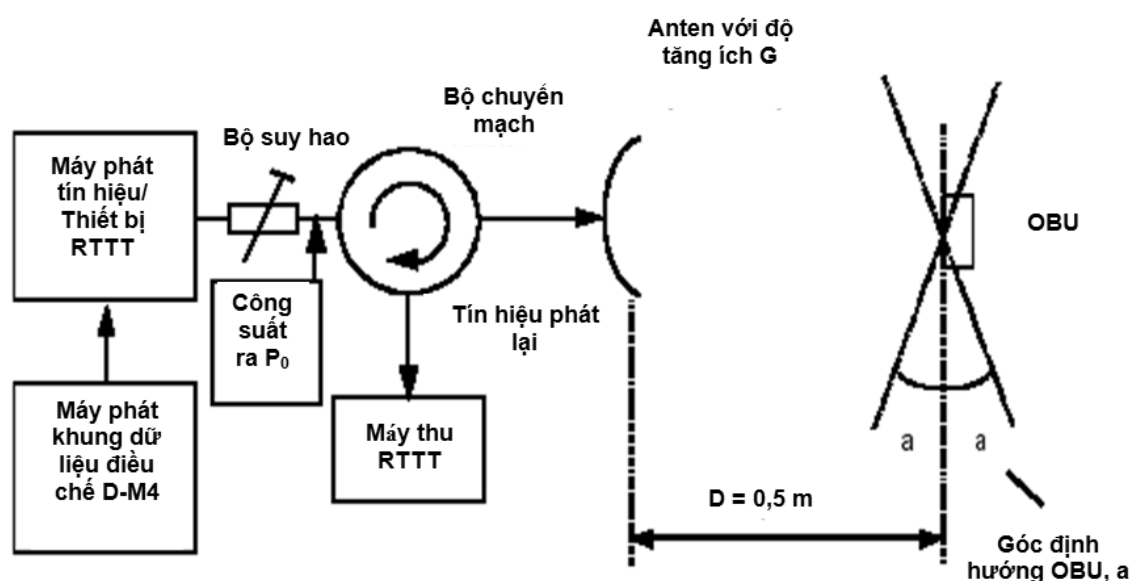 Anten với độ
tăng ích G
Bộ chuyến
mạch
Bộ suy hao
Máy phát
tín hiệu/
Thiết bị
RTTT
OBU
Công
suất
ra P₀
Tín hiệu phát
lại
Máy phát
khung dữ
liệu điều
chế D-M4
Máy thu
RTTT
a
a
D = 0,5 m
Góc định
hướng OBU, a